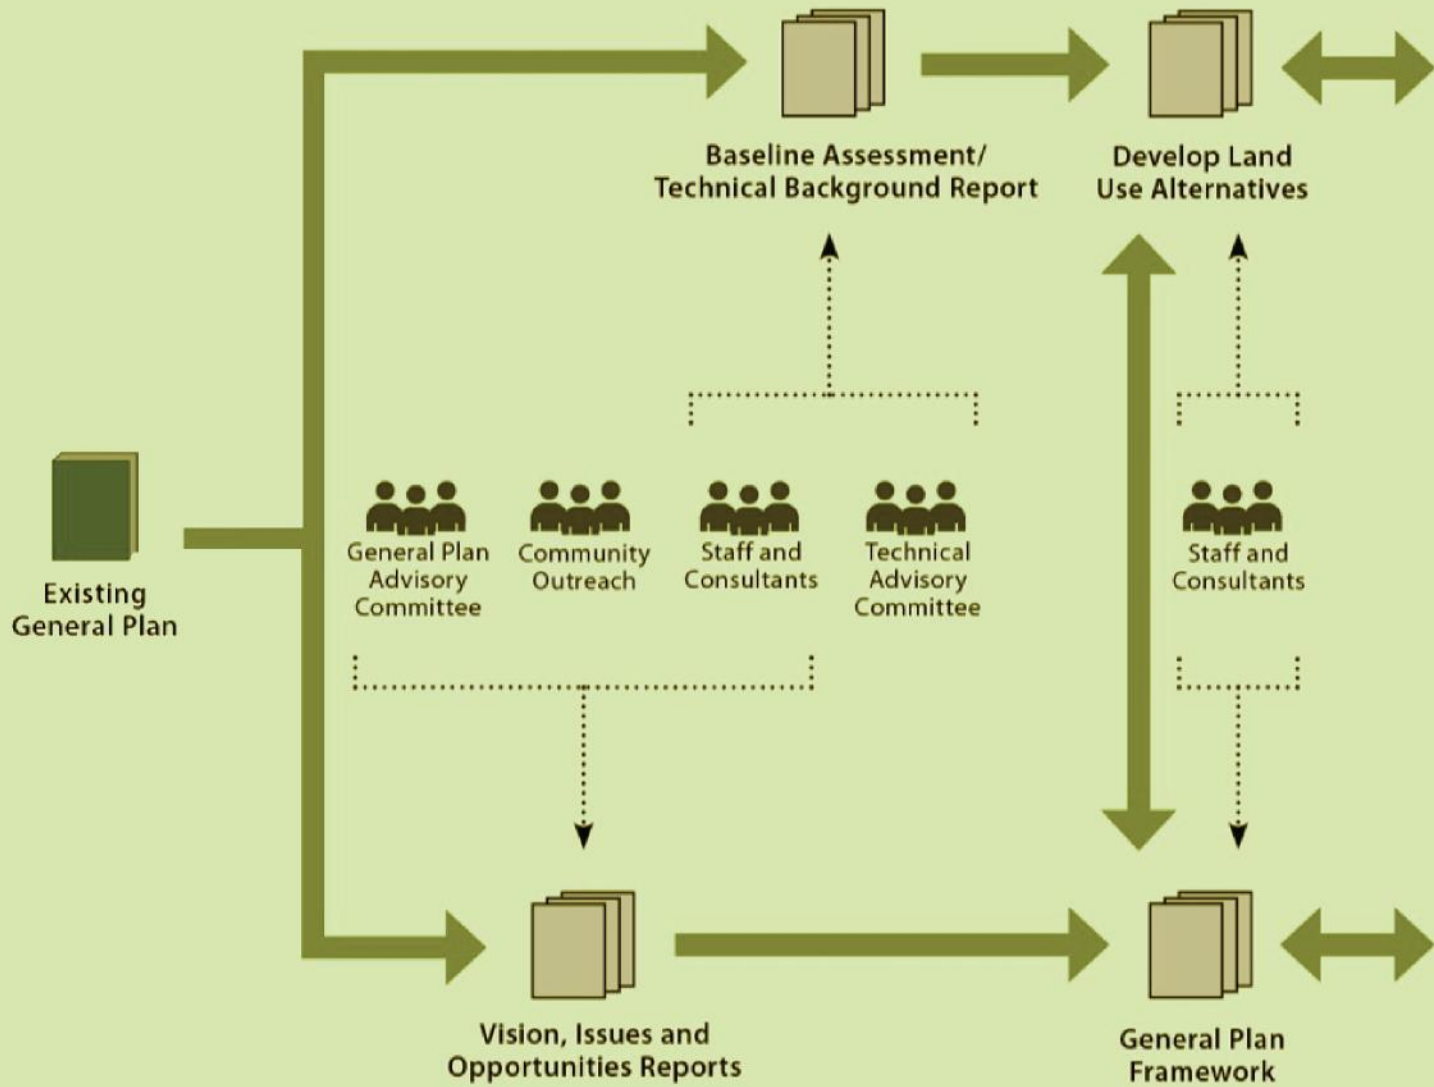 Baseline Assessment/
Technical Background Report
Develop Land
Use Alternatives
Existing
General Plan
General Plan
Advisory
Committee
Community
Outreach
Staff and
Consultants
Technical
Advisory
Committee
Staff and
Consultants
Vision, Issues and
Opportunities Reports
General Plan
Framework